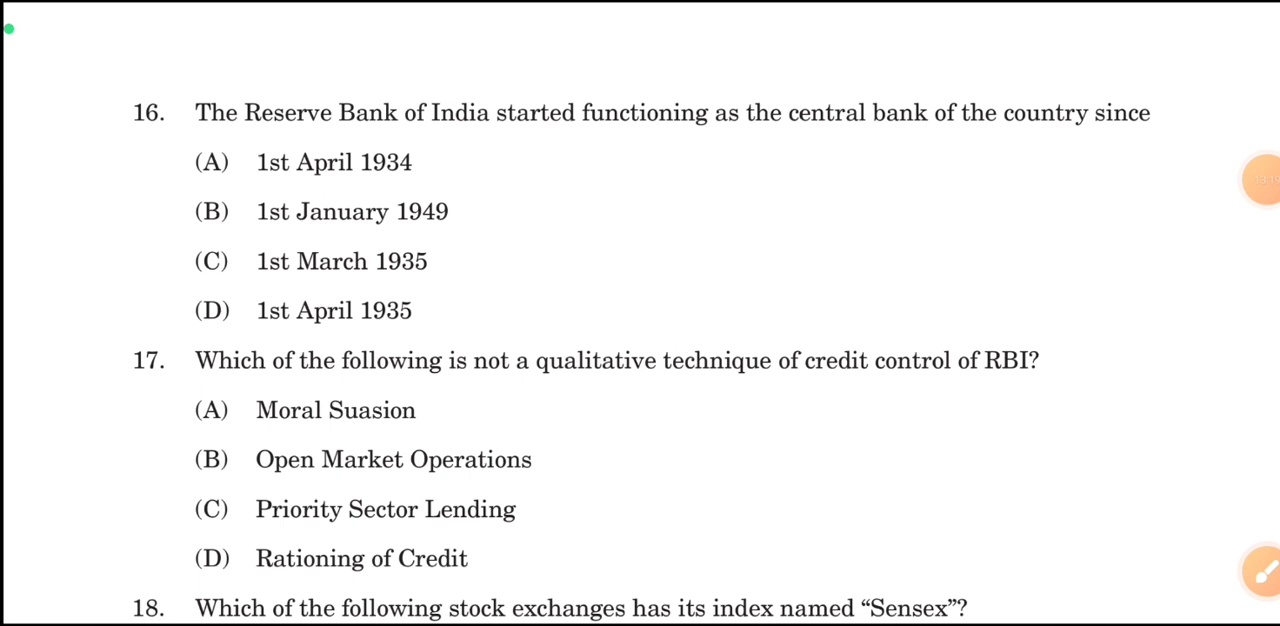 16. The Reserve Bank of India started functioning as the central bank of the country since
(A) 1st April 1934
(B) 1st January 1949
(C) 1st March 1935
(D) 1st April 1935
17. Which of the following is not a qualitative technique of credit control of RBI?
(A) Moral Suasion
(B) Open Market Operations
(C) Priority Sector Lending
(D) Rationing of Credit
18. Which of the following stock exchanges has its index named “Sensex”?